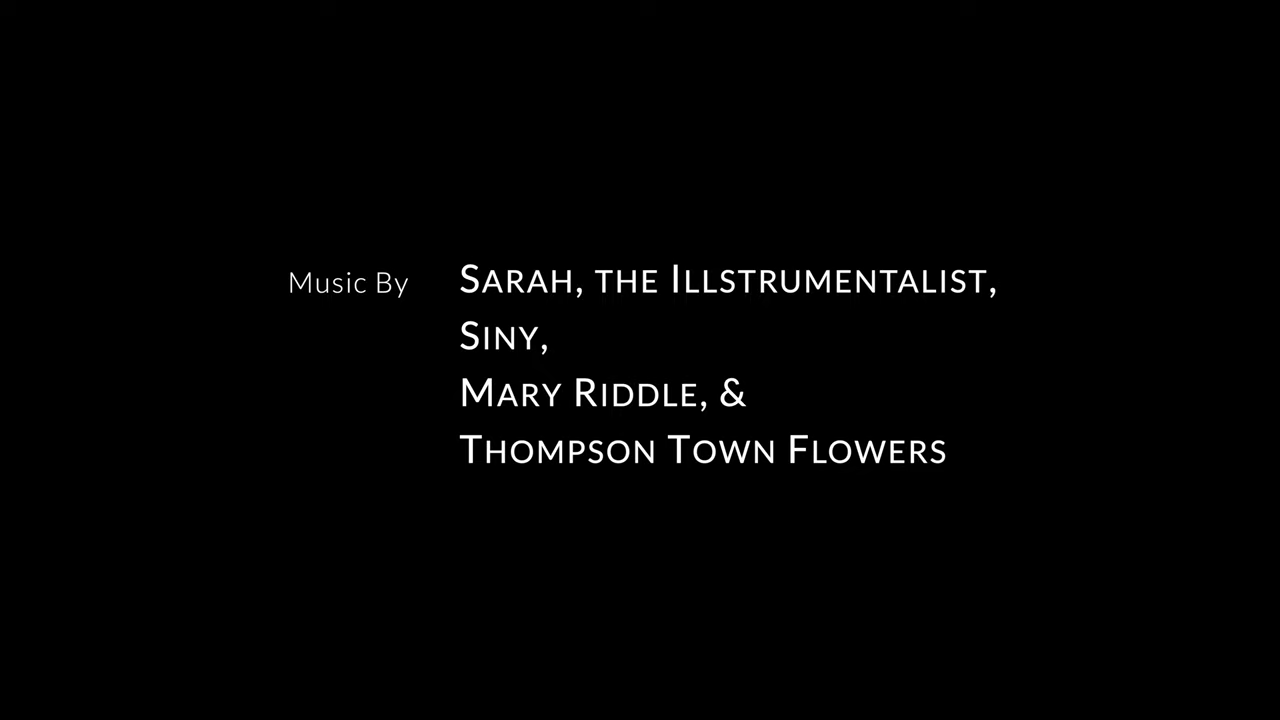 Music By SARAH, THE ILLSTRUMENTALIST,
SINY,
MARY RIDDLE, &
THOMPSON TOWN FLOWERS